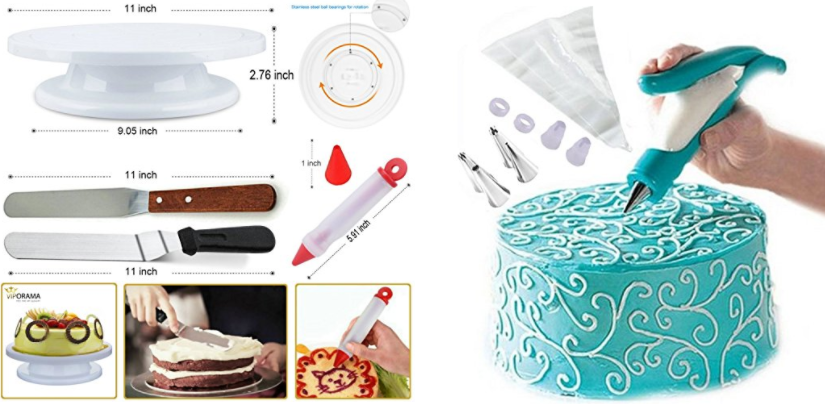 11 inch
Stainless steel ball bearings for rotation
2.76 inch
9.05 inch
11 inch
1 inch
5.91 inch
11 inch
VIPORAMA